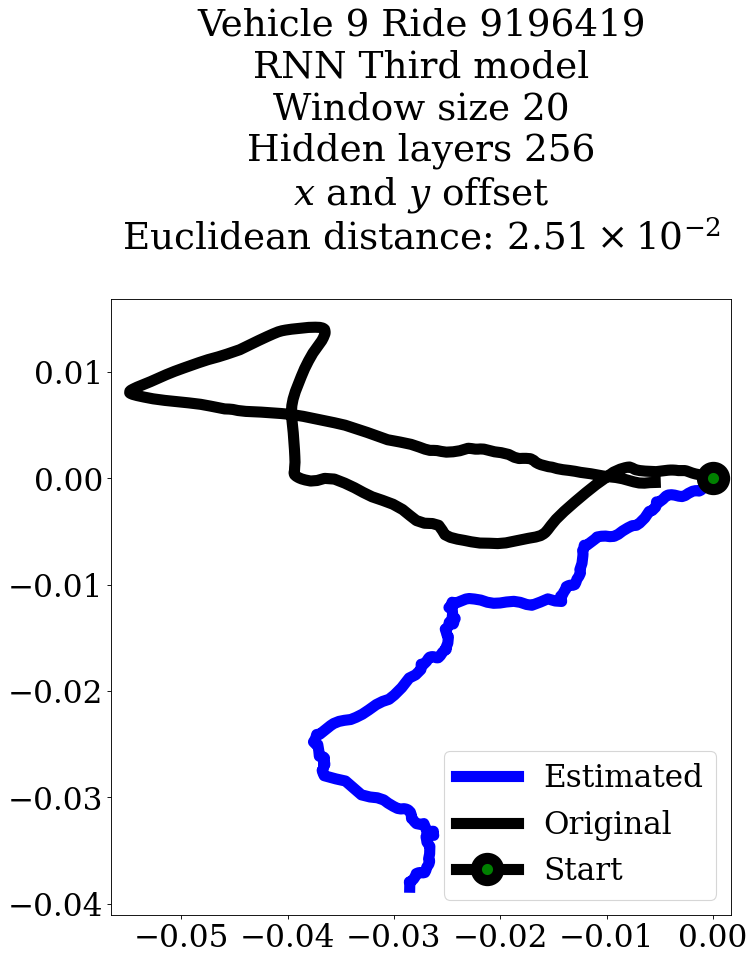 Vehicle 9 Ride 9196419
RNN Third model
Window size 20
Hidden layers 256
x and y offset
Euclidean distance: 2.51 × 10⁻²
0.01
0.00
−0.01
−0.02
−0.03
−0.04
Estimated
Original
Start
−0.05 −0.04 −0.03 −0.02 −0.01 0.00